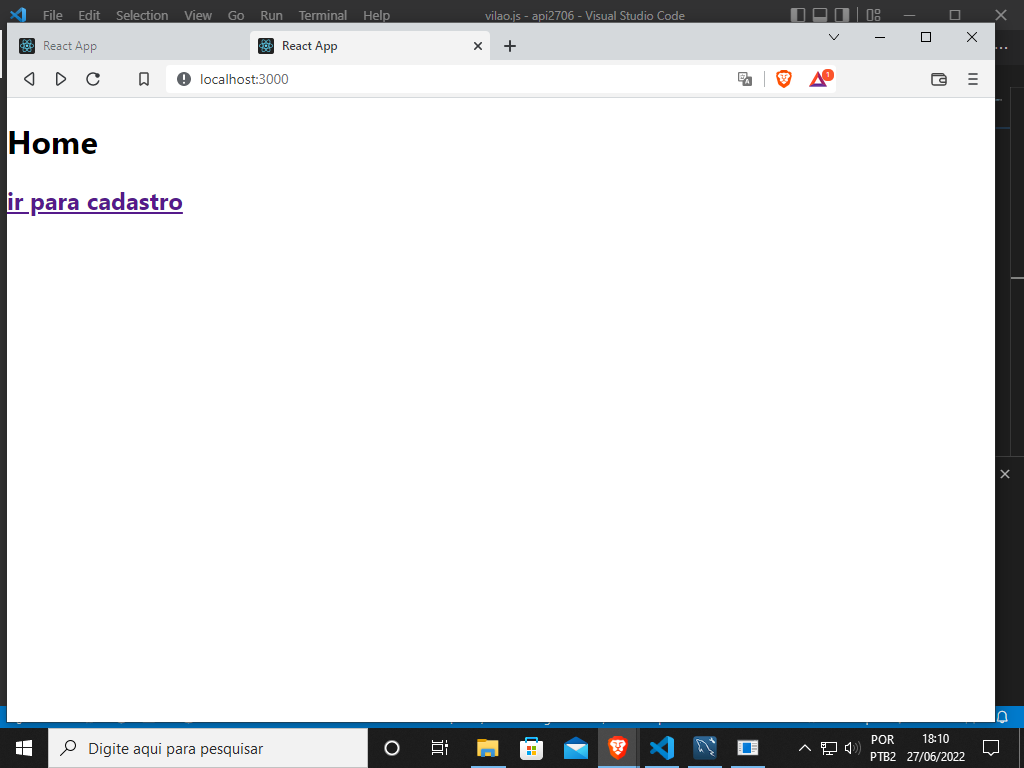 File Edit Selection View Go Run Terminal Help vilao.js - api2706 - Visual Studio Code
React App React App
localhost:3000 1
Home
ir para cadastro
Digite aqui para pesquisar
POR 18:10
PTB2 27/06/2022